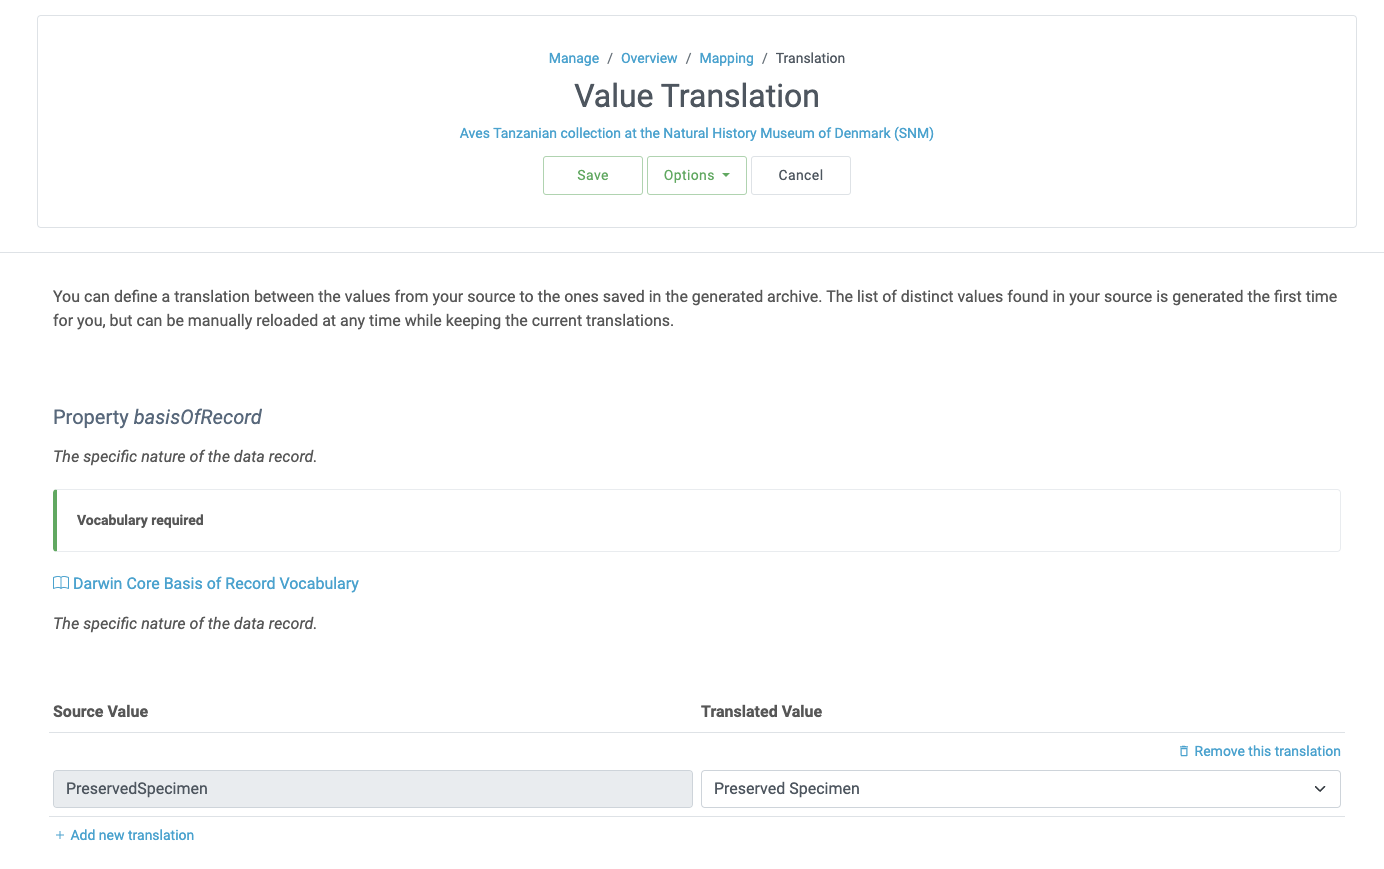 Manage / Overview / Mapping / Translation
Value Translation
Aves Tanzanian collection at the Natural History Museum of Denmark (SNM)
Save Options Cancel
You can define a translation between the values from your source to the ones saved in the generated archive. The list of distinct values found in your source is generated the first time
for you, but can be manually reloaded at any time while keeping the current translations.
Property basisOfRecord
The specific nature of the data record.
Vocabulary required
Darwin Core Basis of Record Vocabulary
The specific nature of the data record.
Source Value Translated Value
Remove this translation
PreservedSpecimen Preserved Specimen
+ Add new translation